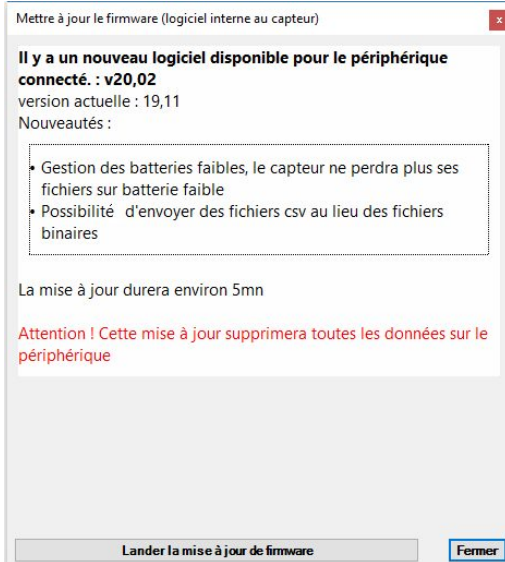 Mettre à jour le firmware (logiciel interne au capteur)
x
Il y a un nouveau logiciel disponible pour le périphérique
connecté. : v20,02
version actuelle : 19,11
Nouveautés :
• Gestion des batteries faibles, le capteur ne perdra plus ses
fichiers sur batterie faible
• Possibilité d'envoyer des fichiers csv au lieu des fichiers
binaires
La mise à jour durera environ 5mn
Attention ! Cette mise à jour supprimera toutes les données sur le
périphérique
Lander la mise à jour de firmware
Fermer